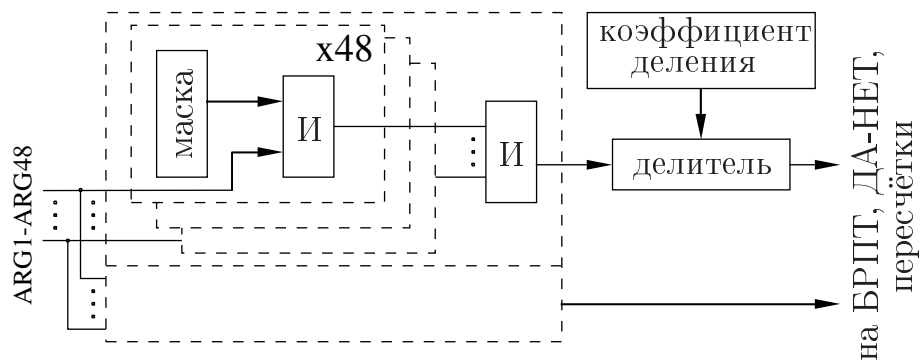 x48
маска
И
И
коэффициент
деления
делитель
ARG1-ARG48
на БРПТ, ДА-НЕТ,
пересчётки